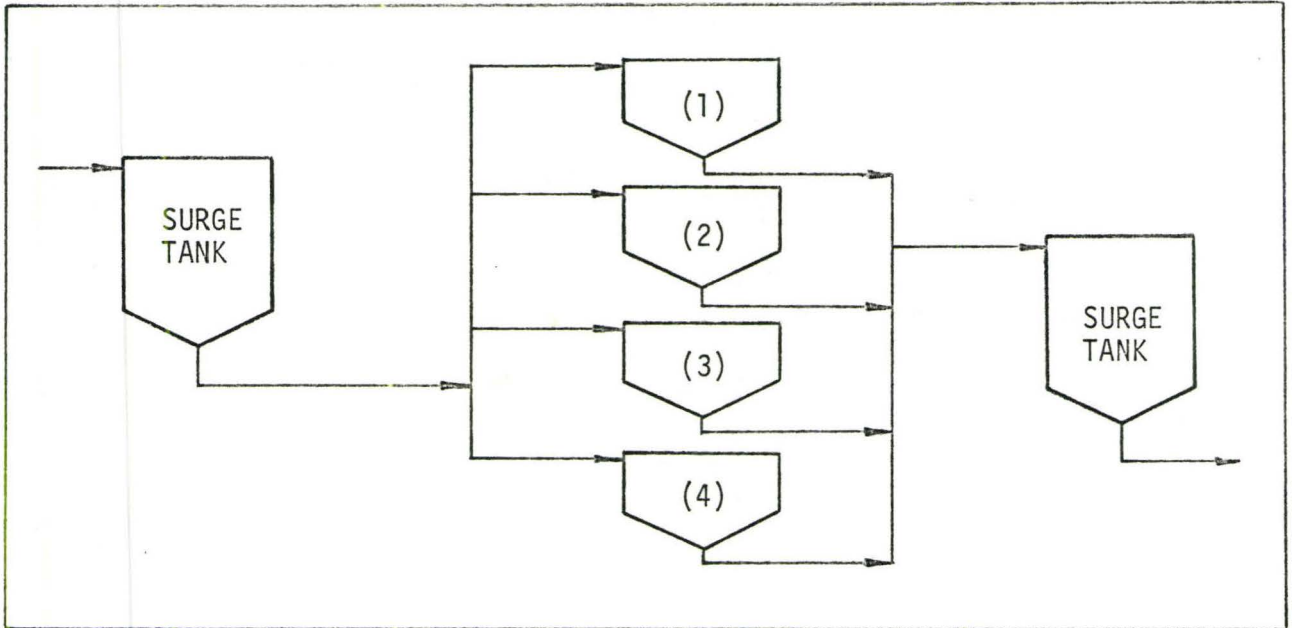 SURGE
TANK
(1)
(2)
(3)
(4)
SURGE
TANK